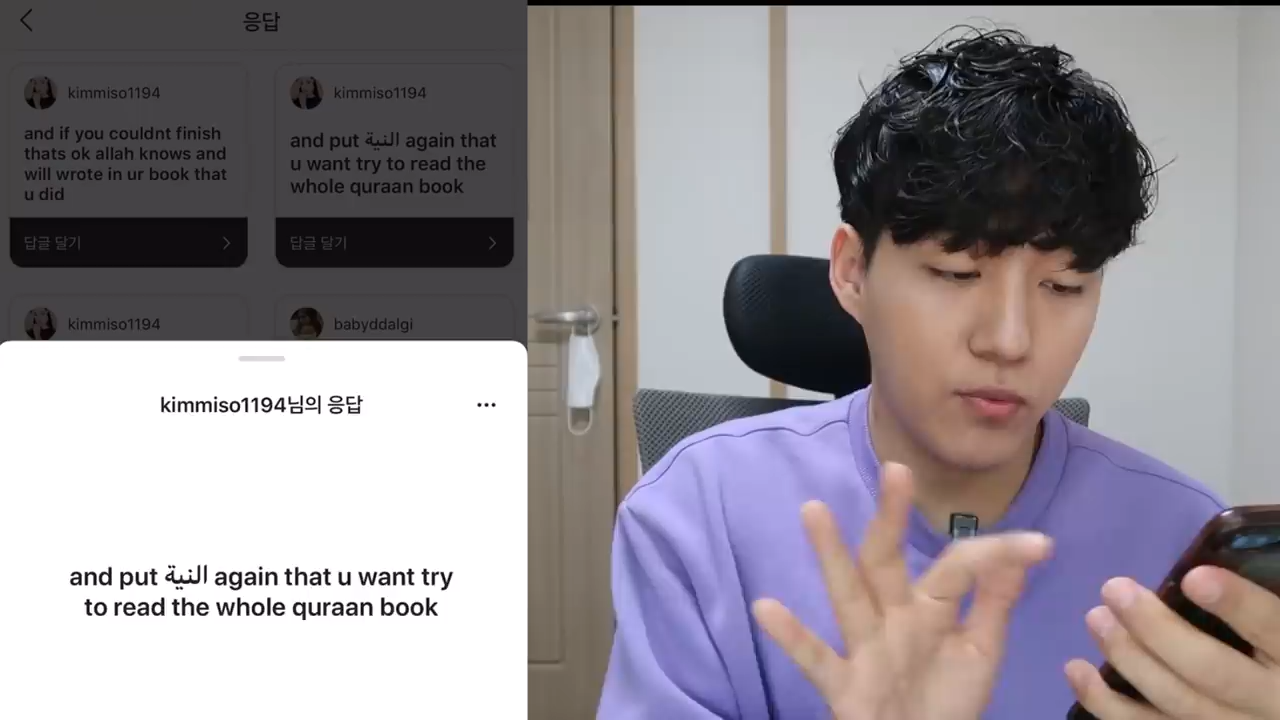 응답
kimmiso1194
and if you couldnt finish
thats ok allah knows and
will wrote in ur book that
u did
답글 달기
kimmiso1194
and put النية again that
u want try to read the
whole quraan book
답글 달기
kimmiso1194
babyddalgi
kimmiso1194님의 응답
and put النية again that u want try
to read the whole quraan book